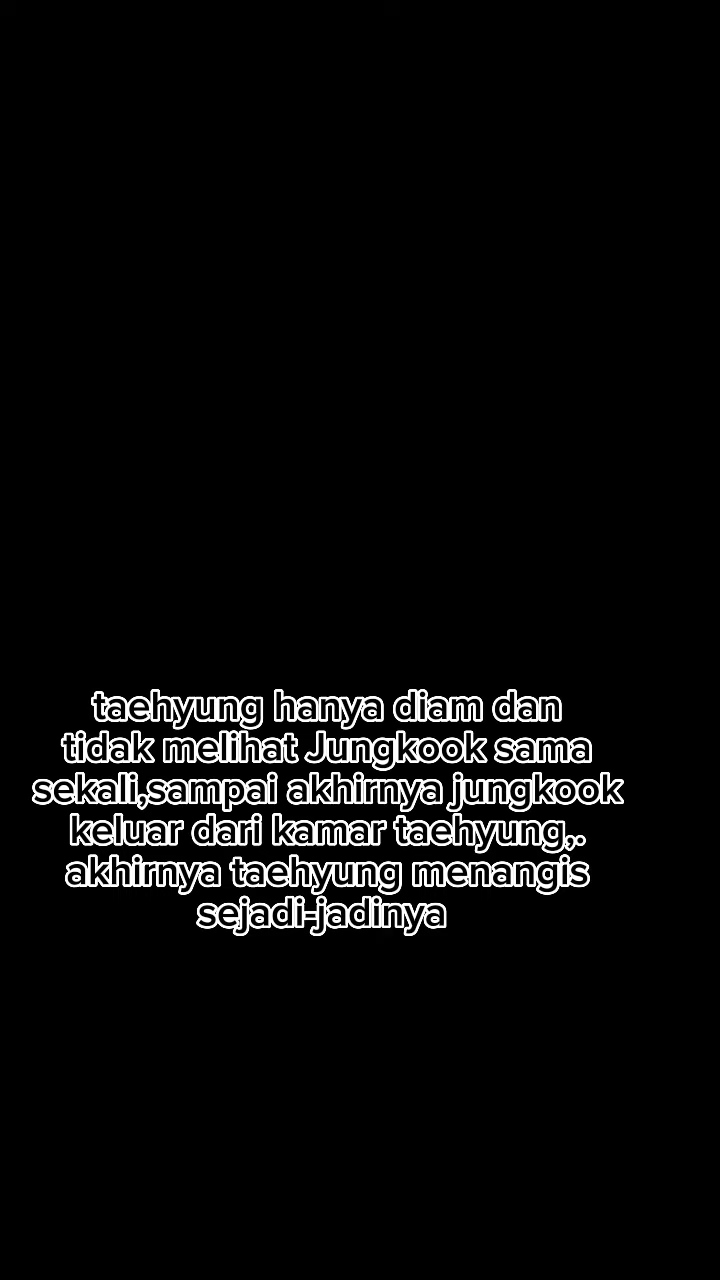 taehyung hanya diam dan
tidak melihat Jungkook sama
sekali,sampai akhirnya jungkook
keluar dari kamar taehyung,.
akhirnya taehyung menangis
sejadi-jadinya